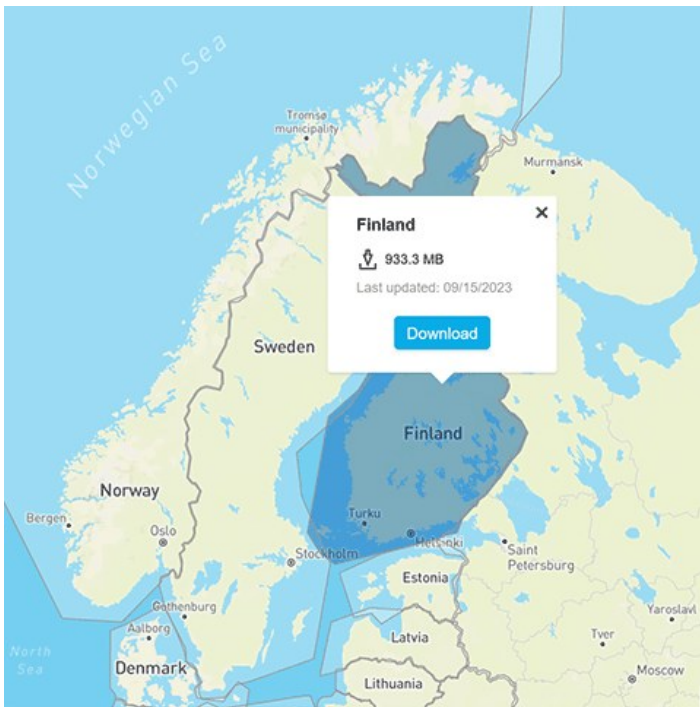 Norwegian Sea
Tromsø
municipality
Murmansk
Finland
933.3 MB
Last updated: 09/15/2023
Download
Sweden
Finland
Norway
Bergen
Oslo
Turku
Helsinki
Stockholm
Saint
Petersburg
Estonia
Gothenburg
Yaroslavl
Aalborg
Tver
Latvia
North
Sea
Denmark
Moscow
Lithuania